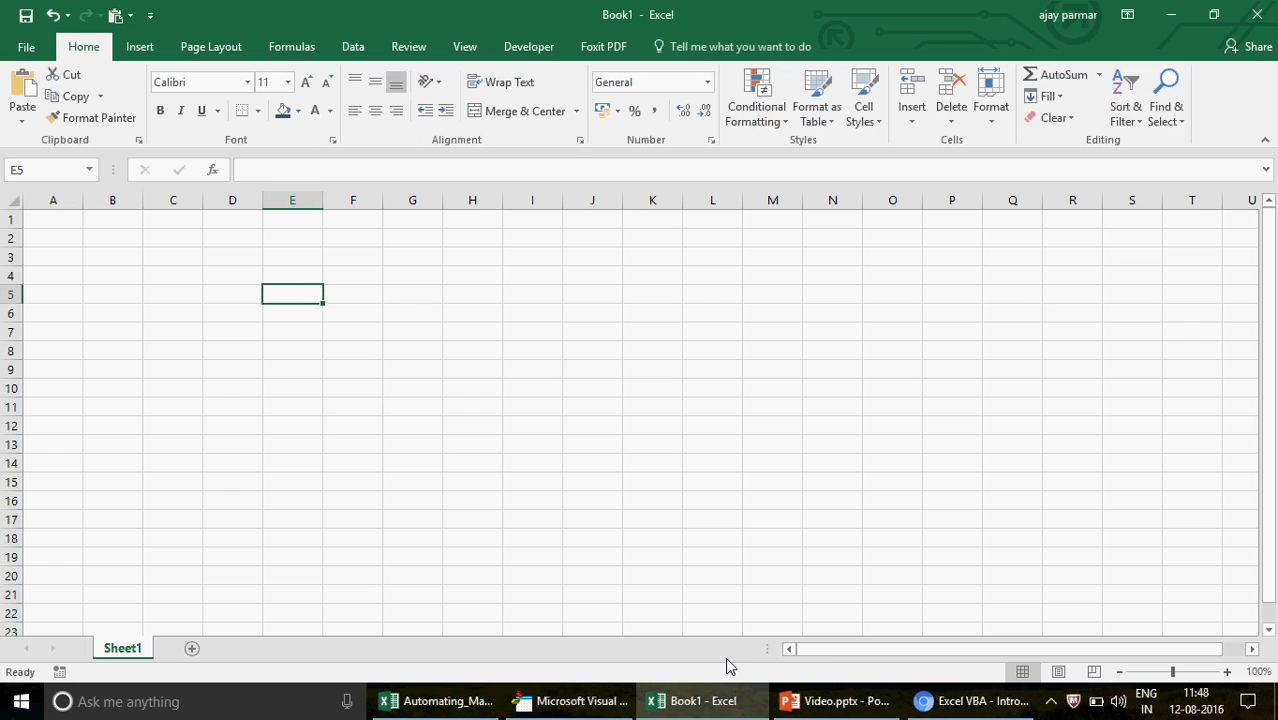 Book1 - Excel
ajay parmar
File Home Insert Page Layout Formulas Data Review View Developer Foxit PDF Tell me what you want to do Share
Paste
Cut
Copy
Format Painter
Clipboard
Calibri 11
B I U A
Font
Wrap Text
Merge & Center
Alignment
General
%
Number
Conditional Formatting
Format as Table
Cell Styles
Styles
Insert
Delete
Format
Cells
AutoSum
Fill
Clear
Sort & Filter
Find & Select
Editing
E5 fx
A B C D E F G H I J K L M N O P Q R S T U
1
2
3
4
5
6
7
8
9
10
11
12
13
14
15
16
17
18
19
20
21
22
23
Sheet1
Ready 100%
Ask me anything Automating_Ma... Microsoft Visual ... Book1 - Excel Video.pptx - Po... Excel VBA - Intro...
ENG IN
11:48
12-08-2016